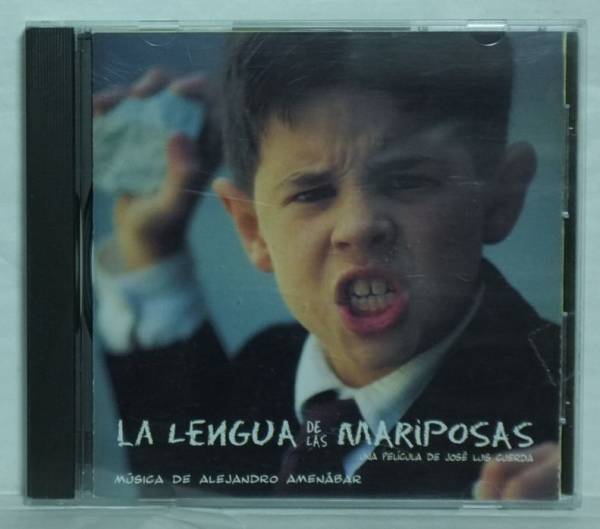 LA LENGUA DE LAS MARIPOSAS
UNA PELÍCULA DE JOSÉ LUIS CUERDA
MÚSICA DE ALEJANDRO AMENÁBAR